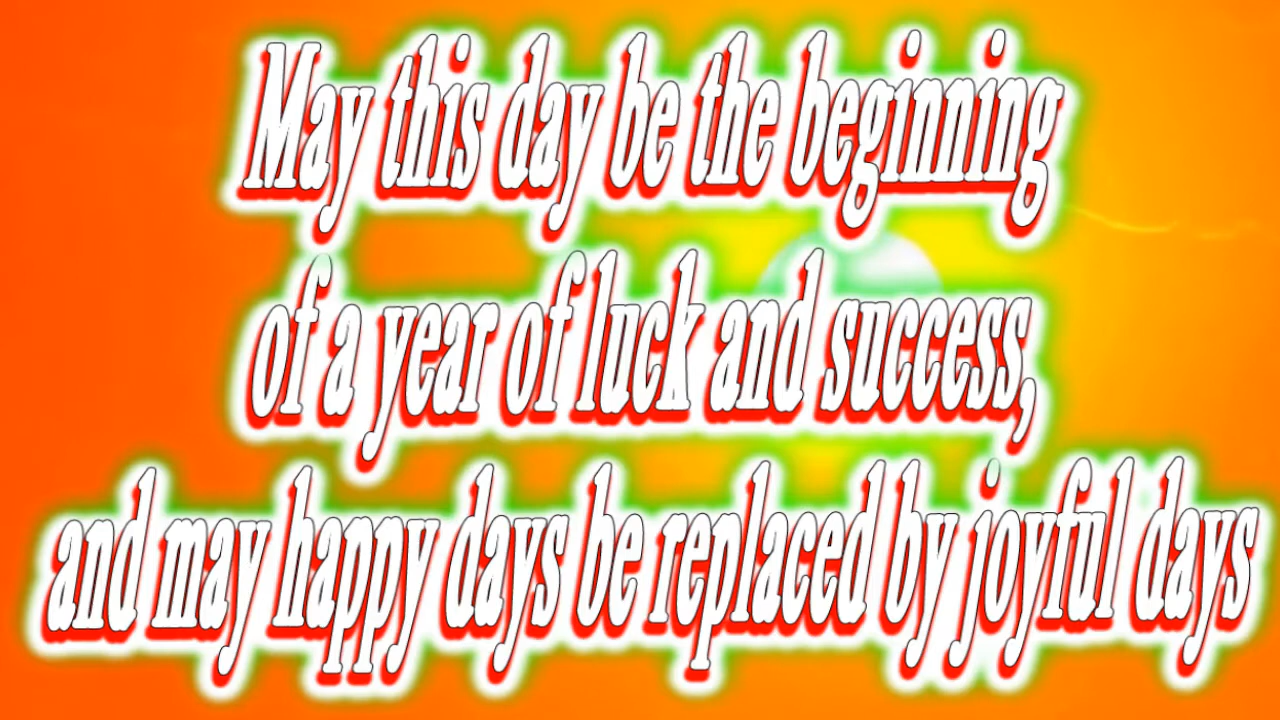 May this day be the beginning
of a year of luck and success,
and may happy days be replaced by joyful days